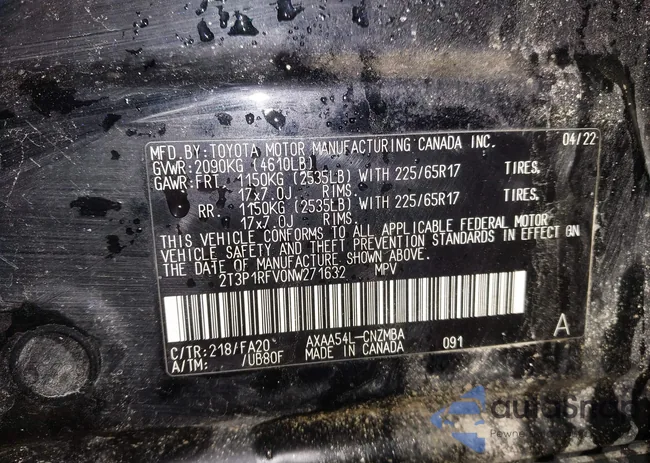 MFD. BY: TOYOTA MOTOR MANUFACTURING CANADA INC. 04/22
GVWR: 2090KG (4610LB)
GAWR: FRT. 1150KG (2535LB) WITH 225/65R17 TIRES,
17x7.0J RIMS
RR. 1150KG (2535LB) WITH 225/65R17 TIRES,
17x7.0J RIMS
THIS VEHICLE CONFORMS TO ALL APPLICABLE FEDERAL MOTOR
VEHICLE SAFETY AND THEFT PREVENTION STANDARDS IN EFFECT ON
THE DATE OF MANUFACTURE SHOWN ABOVE.
2T3P1RFV0NW271632 MPV
C/TR: 218/FA20 AXAA54L-CNZMBA 091 A
A/TM: /UB80F MADE IN CANADA